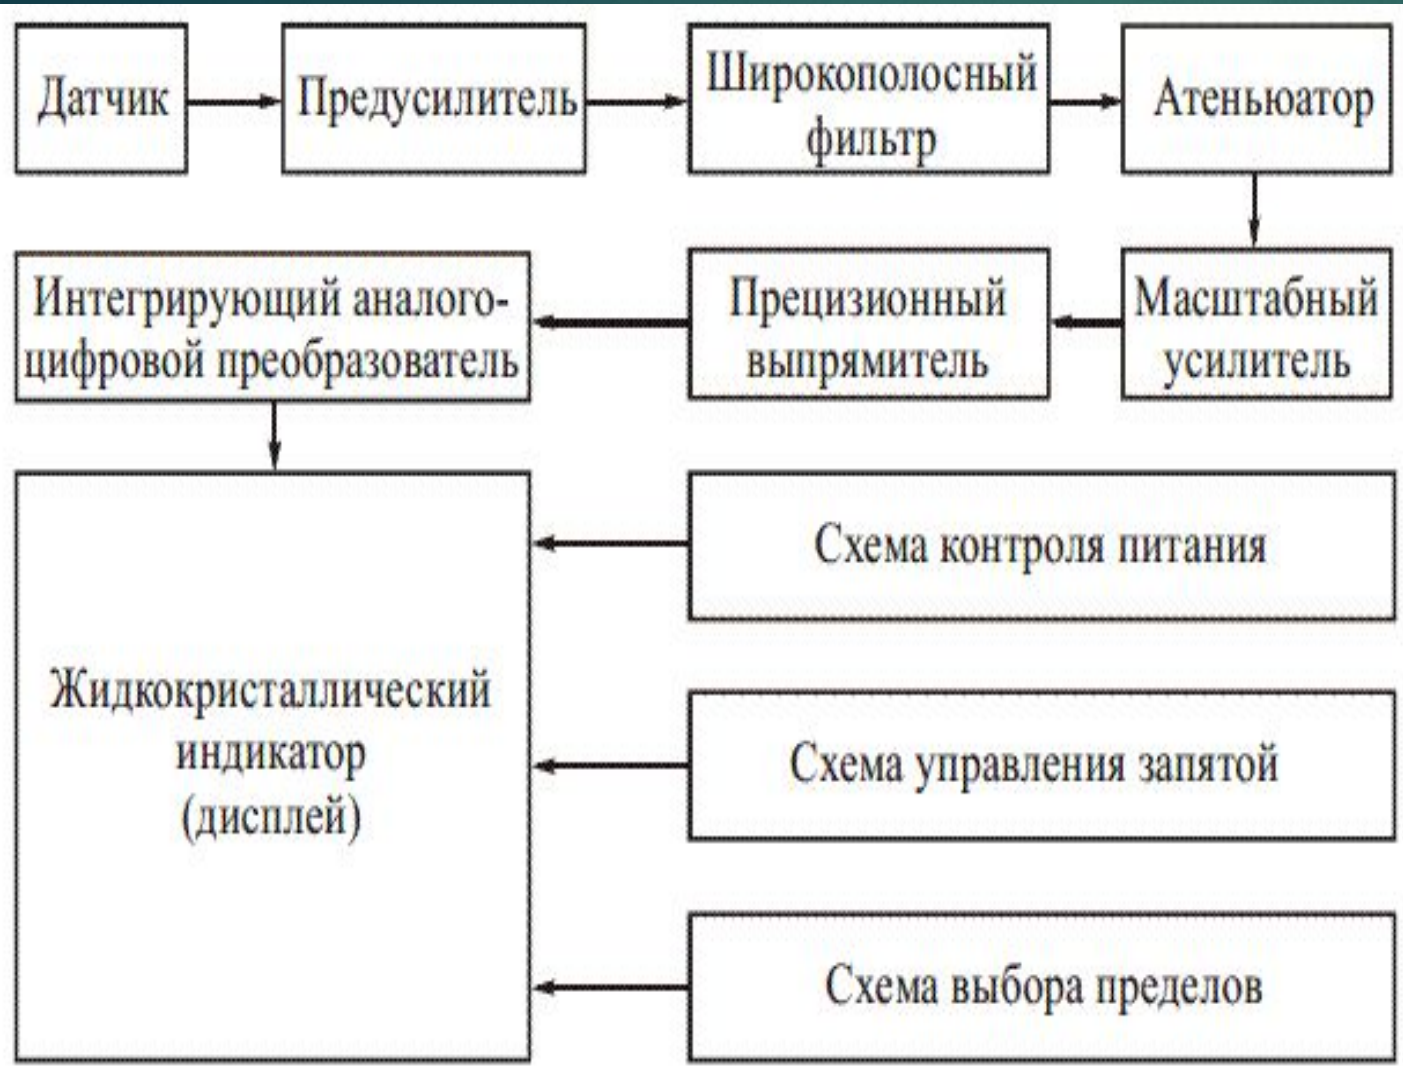 Датчик
Предусилитель
Широкополосный
фильтр
Атеньюатор
Интегрирующий аналого-
цифровой преобразователь
Прецизионный
выпрямитель
Масштабный
усилитель
Жидкокристаллический
индикатор
(дисплей)
Схема контроля питания
Схема управления запятой
Схема выбора пределов